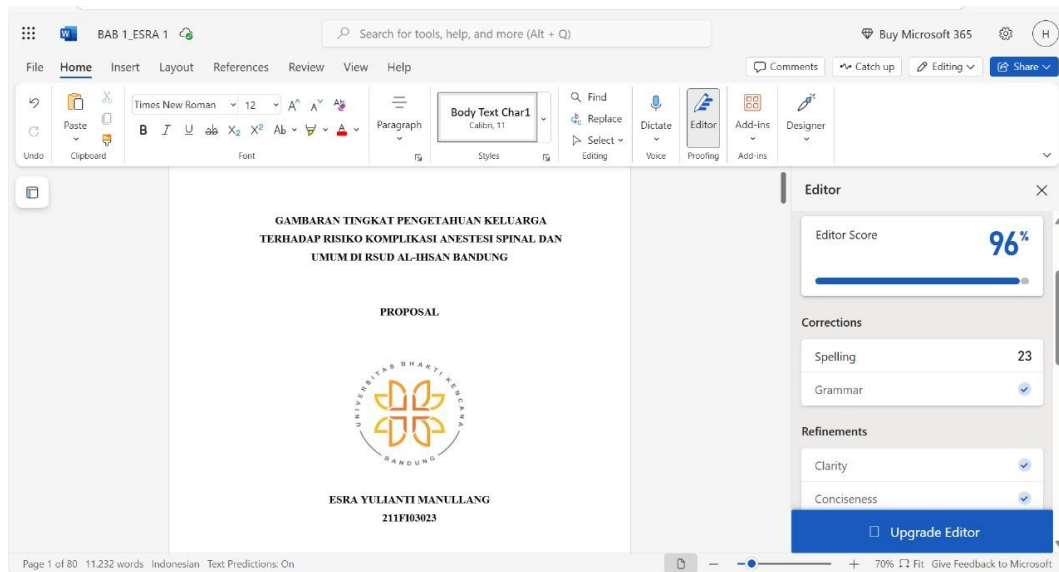 BAB 1_ESRA 1
Search for tools, help, and more (Alt + Q)
Buy Microsoft 365
H
File Home Insert Layout References Review View Help
Comments Catch up Editing Share
Paste
Times New Roman 12 A^ A˅ A
B I U ab X₂ X² Ab A
Paragraph
Body Text Char1
Calibri, 11
Find
Replace
Select
Dictate
Editor
Add-ins
Designer
Undo Clipboard Font Styles Editing Voice Proofing Add-ins
GAMBARAN TINGKAT PENGETAHUAN KELUARGA
TERHADAP RISIKO KOMPLIKASI ANESTESI SPINAL DAN
UMUM DI RSUD AL-IHSAN BANDUNG
PROPOSAL
UNIVERSITAS BHAKTI KENCANA
BANDUNG
ESRA YULIANTI MANULLANG
211FI03023
Editor
Editor Score
96%
Corrections
Spelling 23
Grammar
Refinements
Clarity
Conciseness
Upgrade Editor
Page 1 of 80 11.232 words Indonesian Text Predictions: On
70% Fit Give Feedback to Microsoft